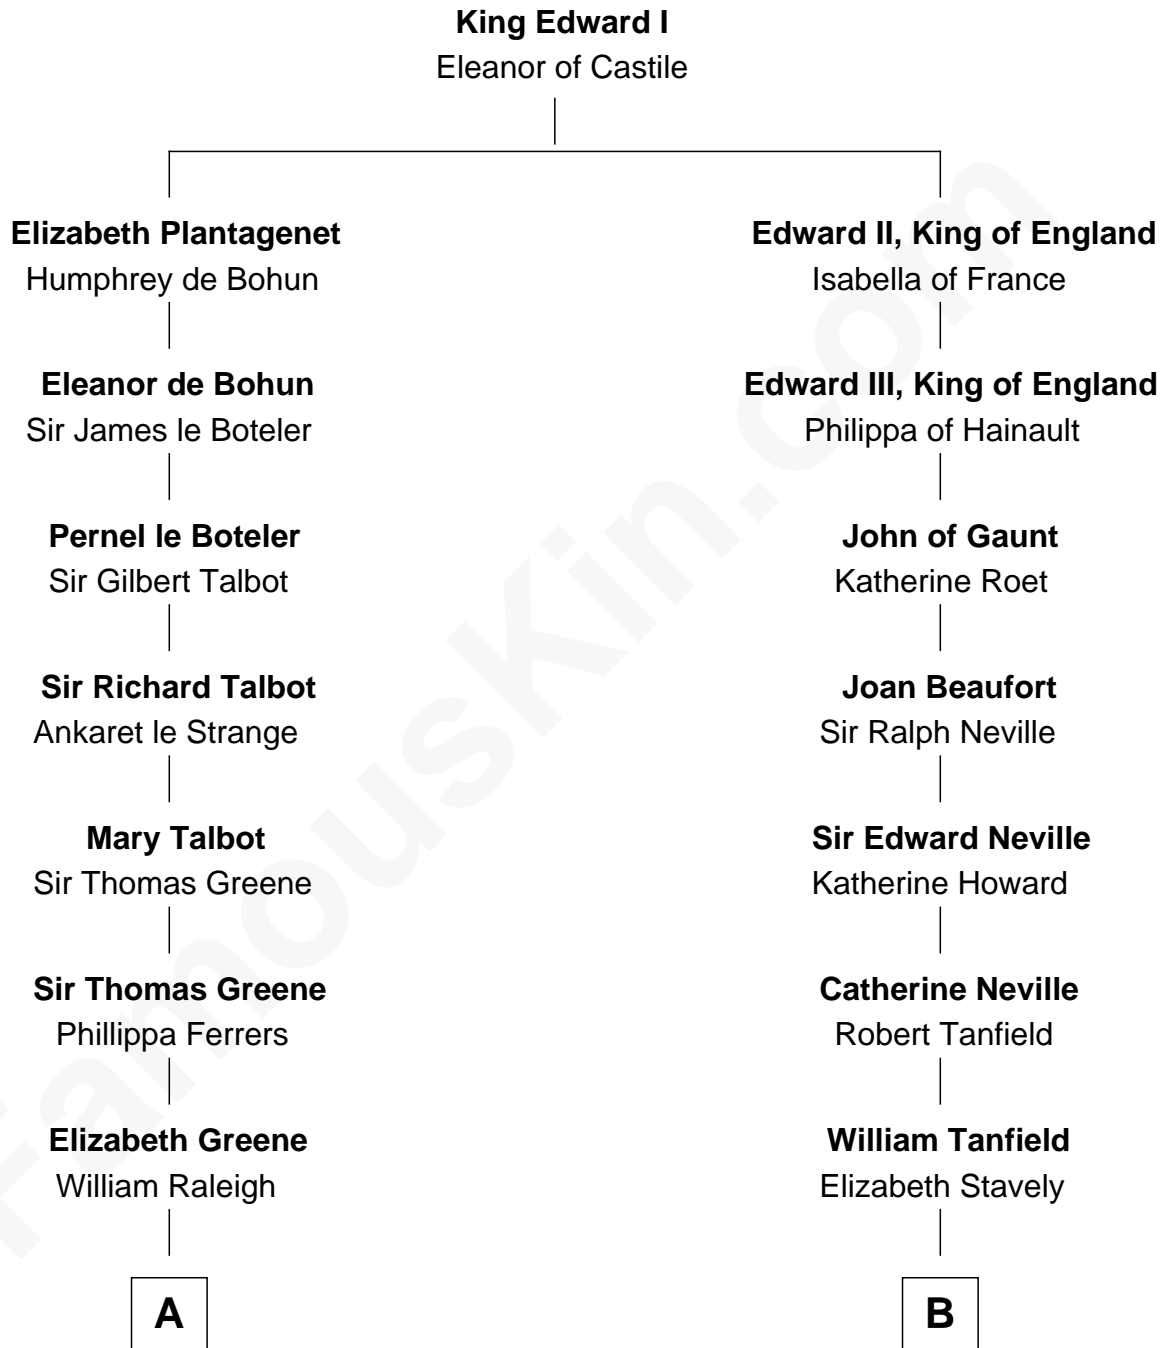 King Edward I
Eleanor of Castile
Elizabeth Plantagenet
Humphrey de Bohun
Eleanor de Bohun
Sir James le Boteler
Pernel le Boteler
Sir Gilbert Talbot
Sir Richard Talbot
Ankaret le Strange
Mary Talbot
Sir Thomas Greene
Sir Thomas Greene
Phillippa Ferrers
Elizabeth Greene
William Raleigh
A
Edward II, King of England
Isabella of France
Edward III, King of England
Philippa of Hainault
John of Gaunt
Katherine Roet
Joan Beaufort
Sir Ralph Neville
Sir Edward Neville
Katherine Howard
Catherine Neville
Robert Tanfield
William Tanfield
Elizabeth Stavely
B
FamousKin.com